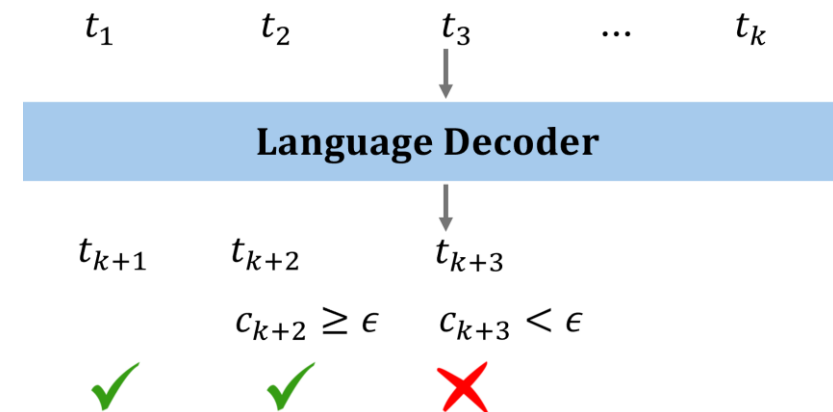 t₁ t₂ t₃ ... tₖ
Language Decoder
tₖ₊₁ tₖ₊₂ tₖ₊₃
cₖ₊₂ ≥ ϵ cₖ₊₃ < ϵ